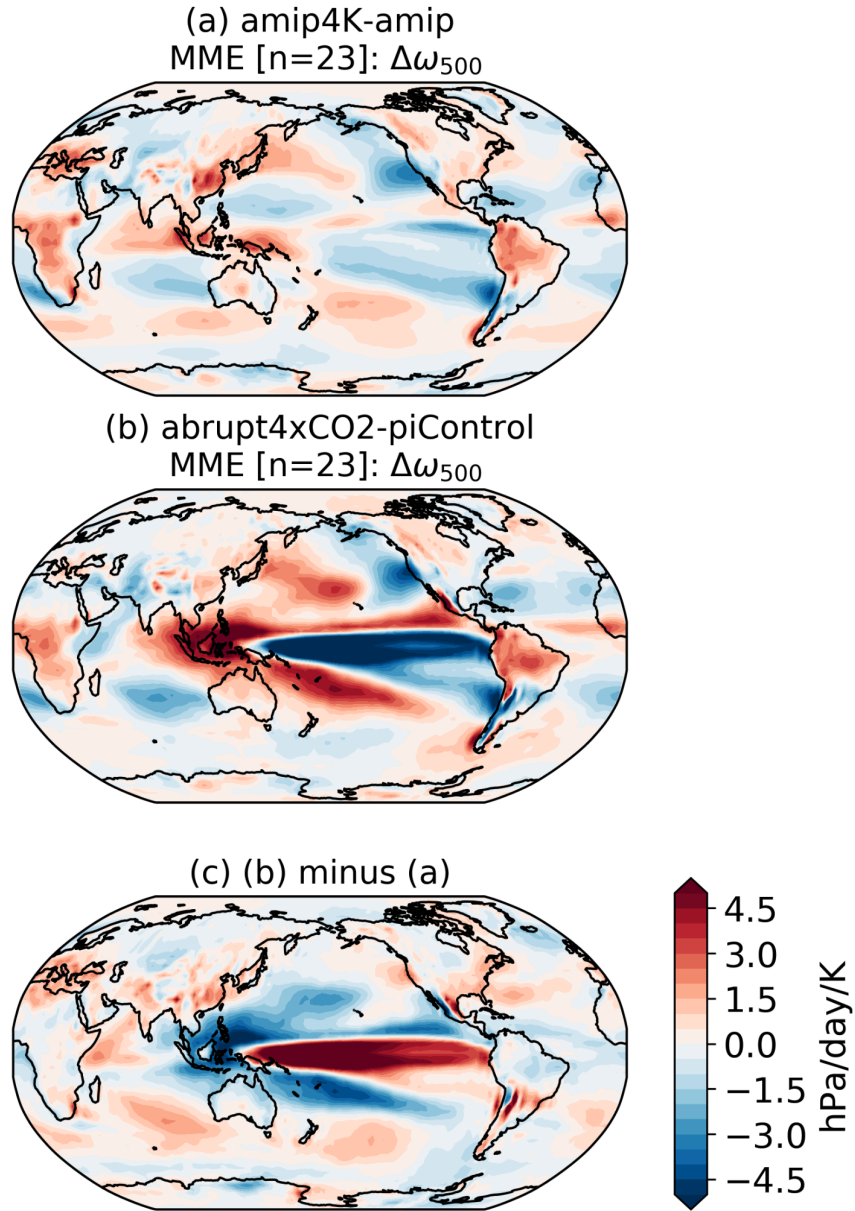 (a) amip4K-amip
MME [n=23]: Δω₅₀₀
(b) abrupt4xCO2-piControl
MME [n=23]: Δω₅₀₀
(c) (b) minus (a)
4.5
3.0
1.5
0.0
−1.5
−3.0
−4.5
hPa/day/K